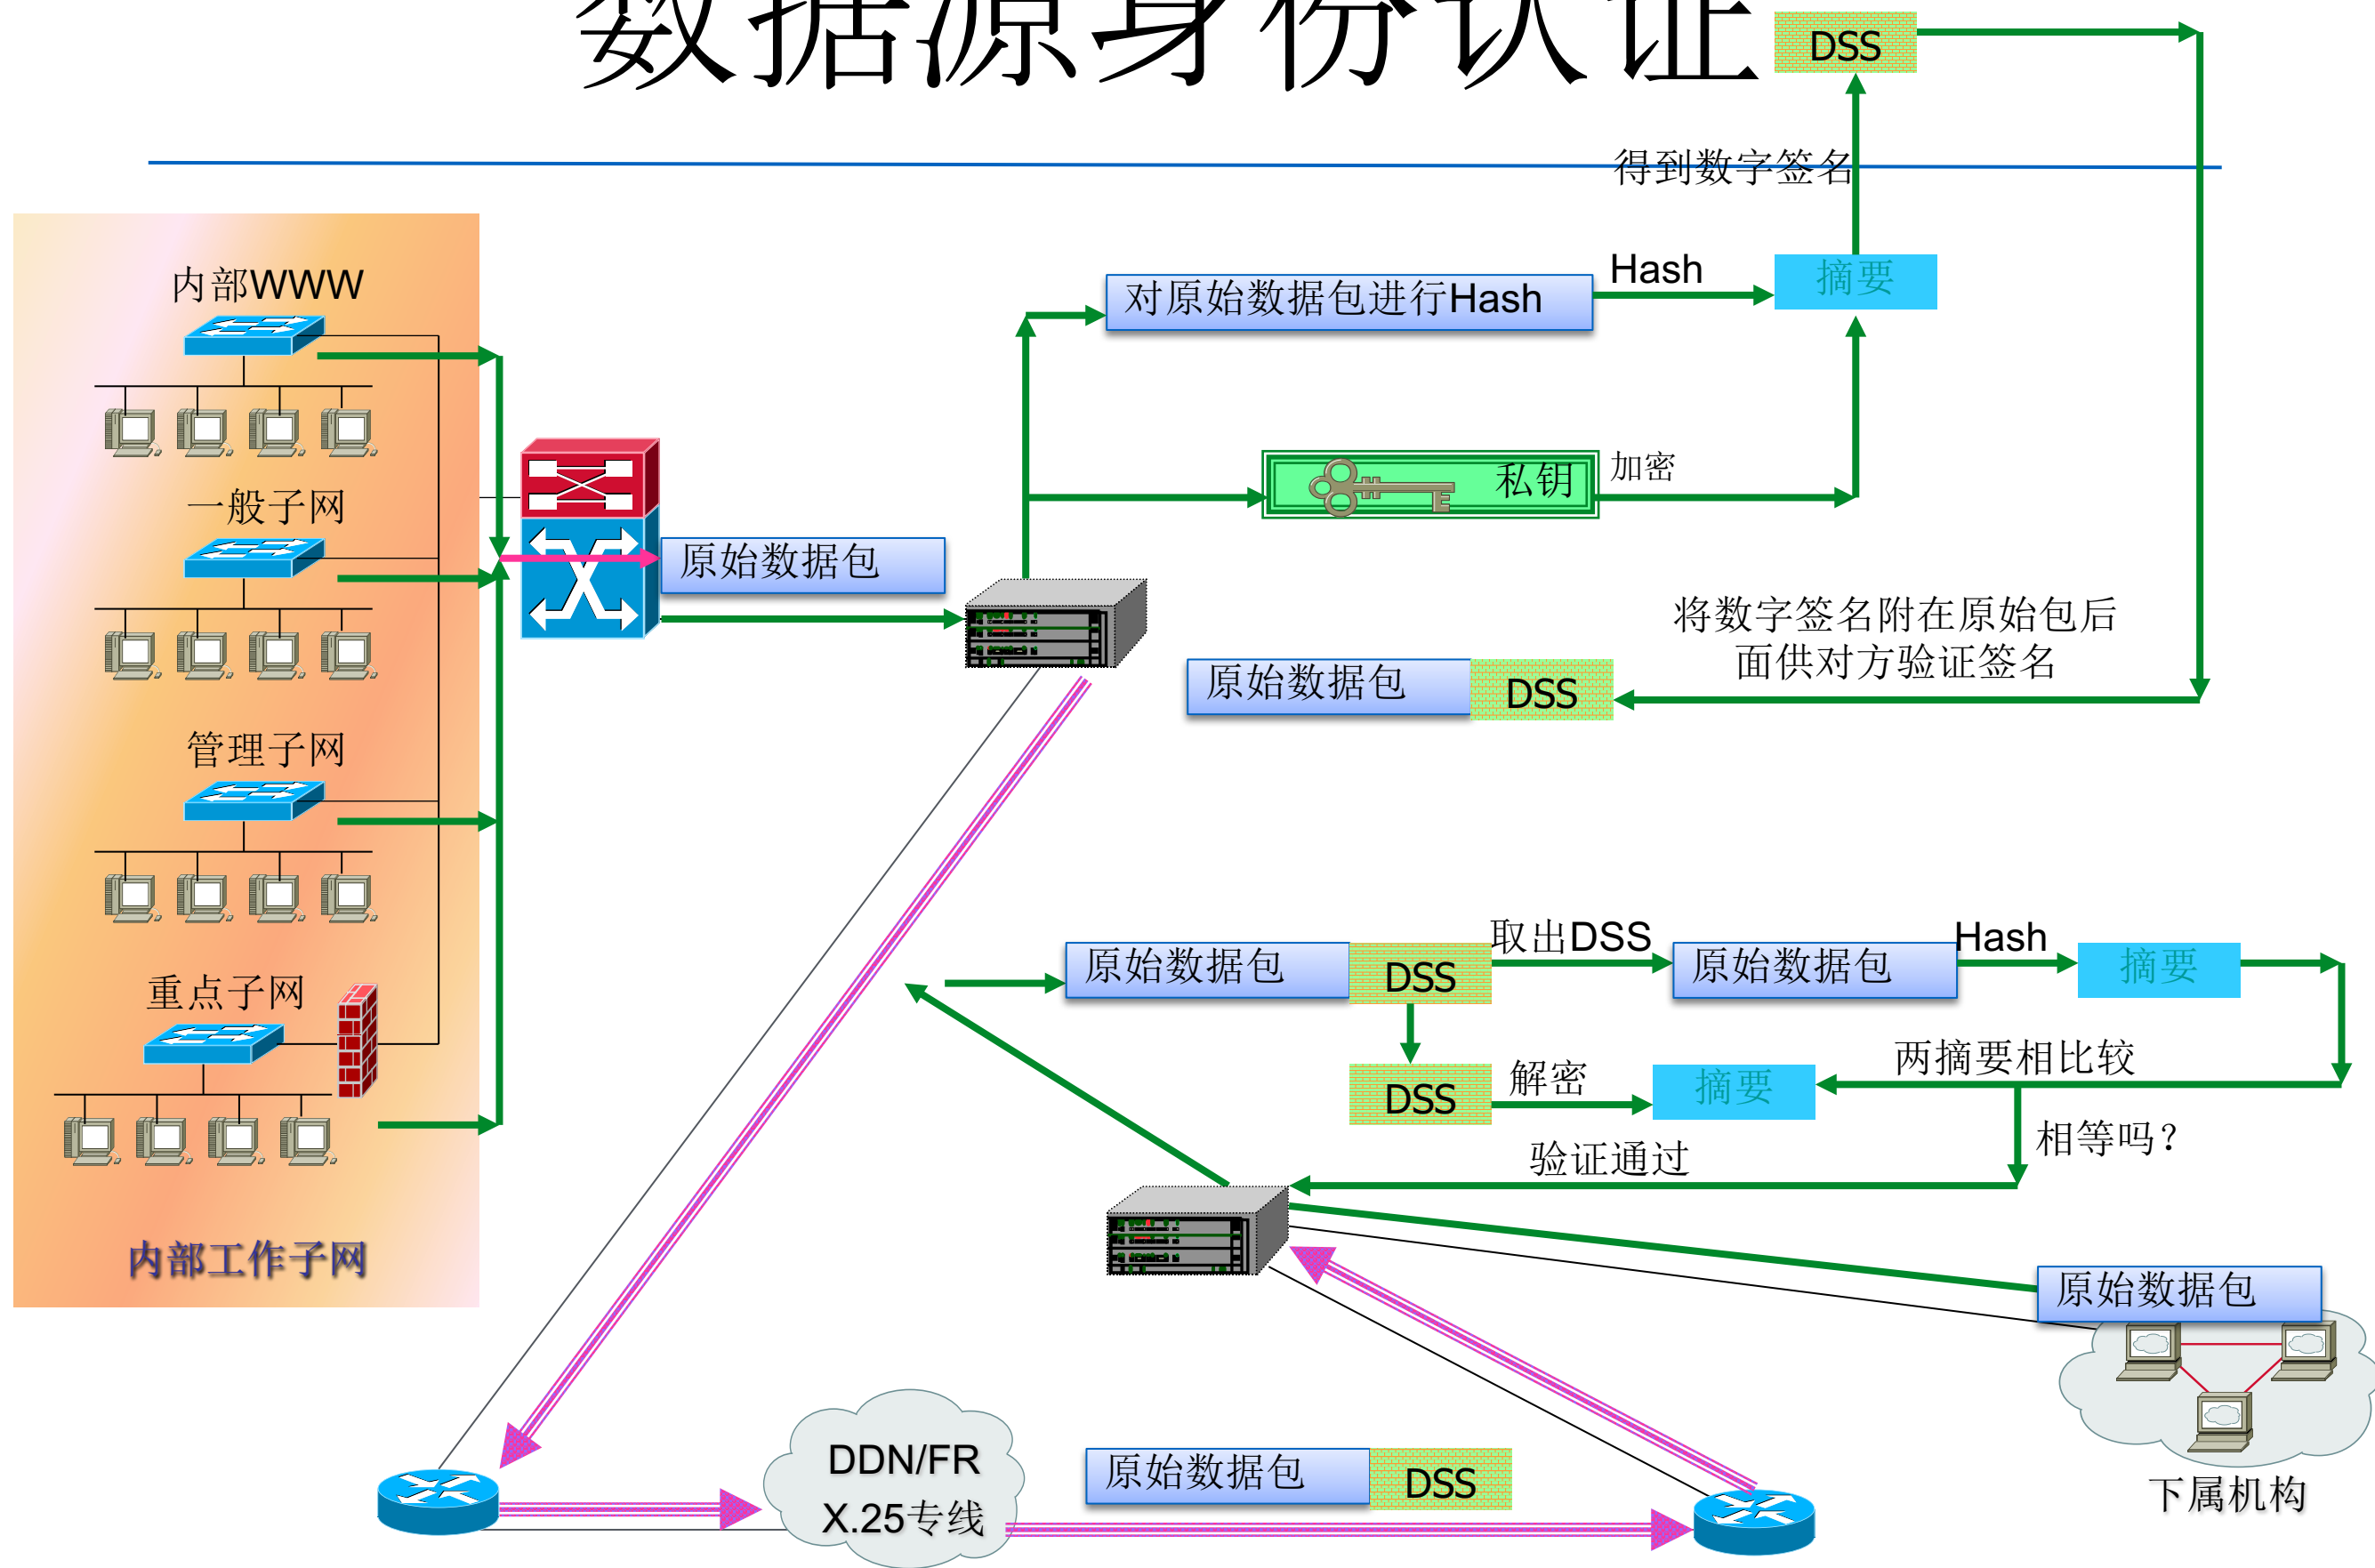 数据源身份认证
DSS
得到数字签名
内部WWW
对原始数据包进行Hash
Hash
摘要
一般子网
私钥
加密
原始数据包
将数字签名附在原始包后
面供对方验证签名
原始数据包
DSS
管理子网
原始数据包
DSS
取出DSS
原始数据包
Hash
摘要
重点子网
DSS
解密
摘要
两摘要相比较
相等吗?
验证通过
内部工作子网
原始数据包
DDN/FR
X.25专线
原始数据包
DSS
下属机构